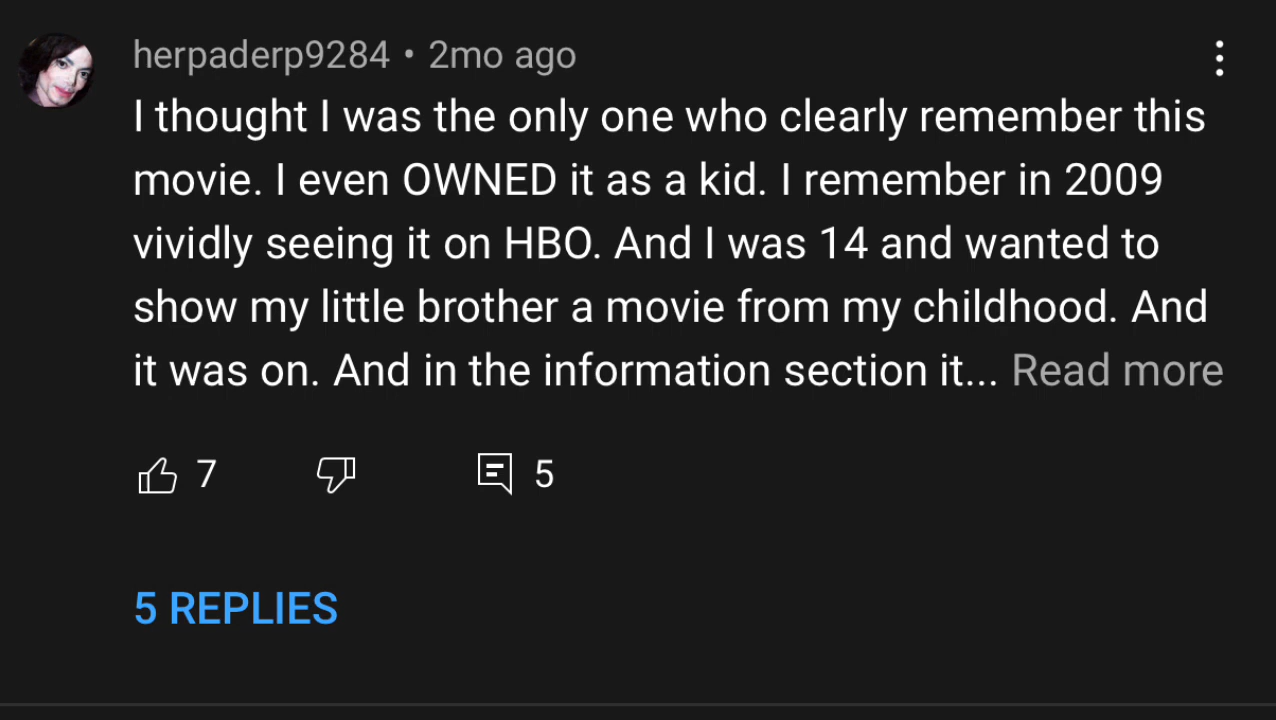 herpaderp9284 • 2mo ago
I thought I was the only one who clearly remember this
movie. I even OWNED it as a kid. I remember in 2009
vividly seeing it on HBO. And I was 14 and wanted to
show my little brother a movie from my childhood. And
it was on. And in the information section it... Read more
7 5
5 REPLIES